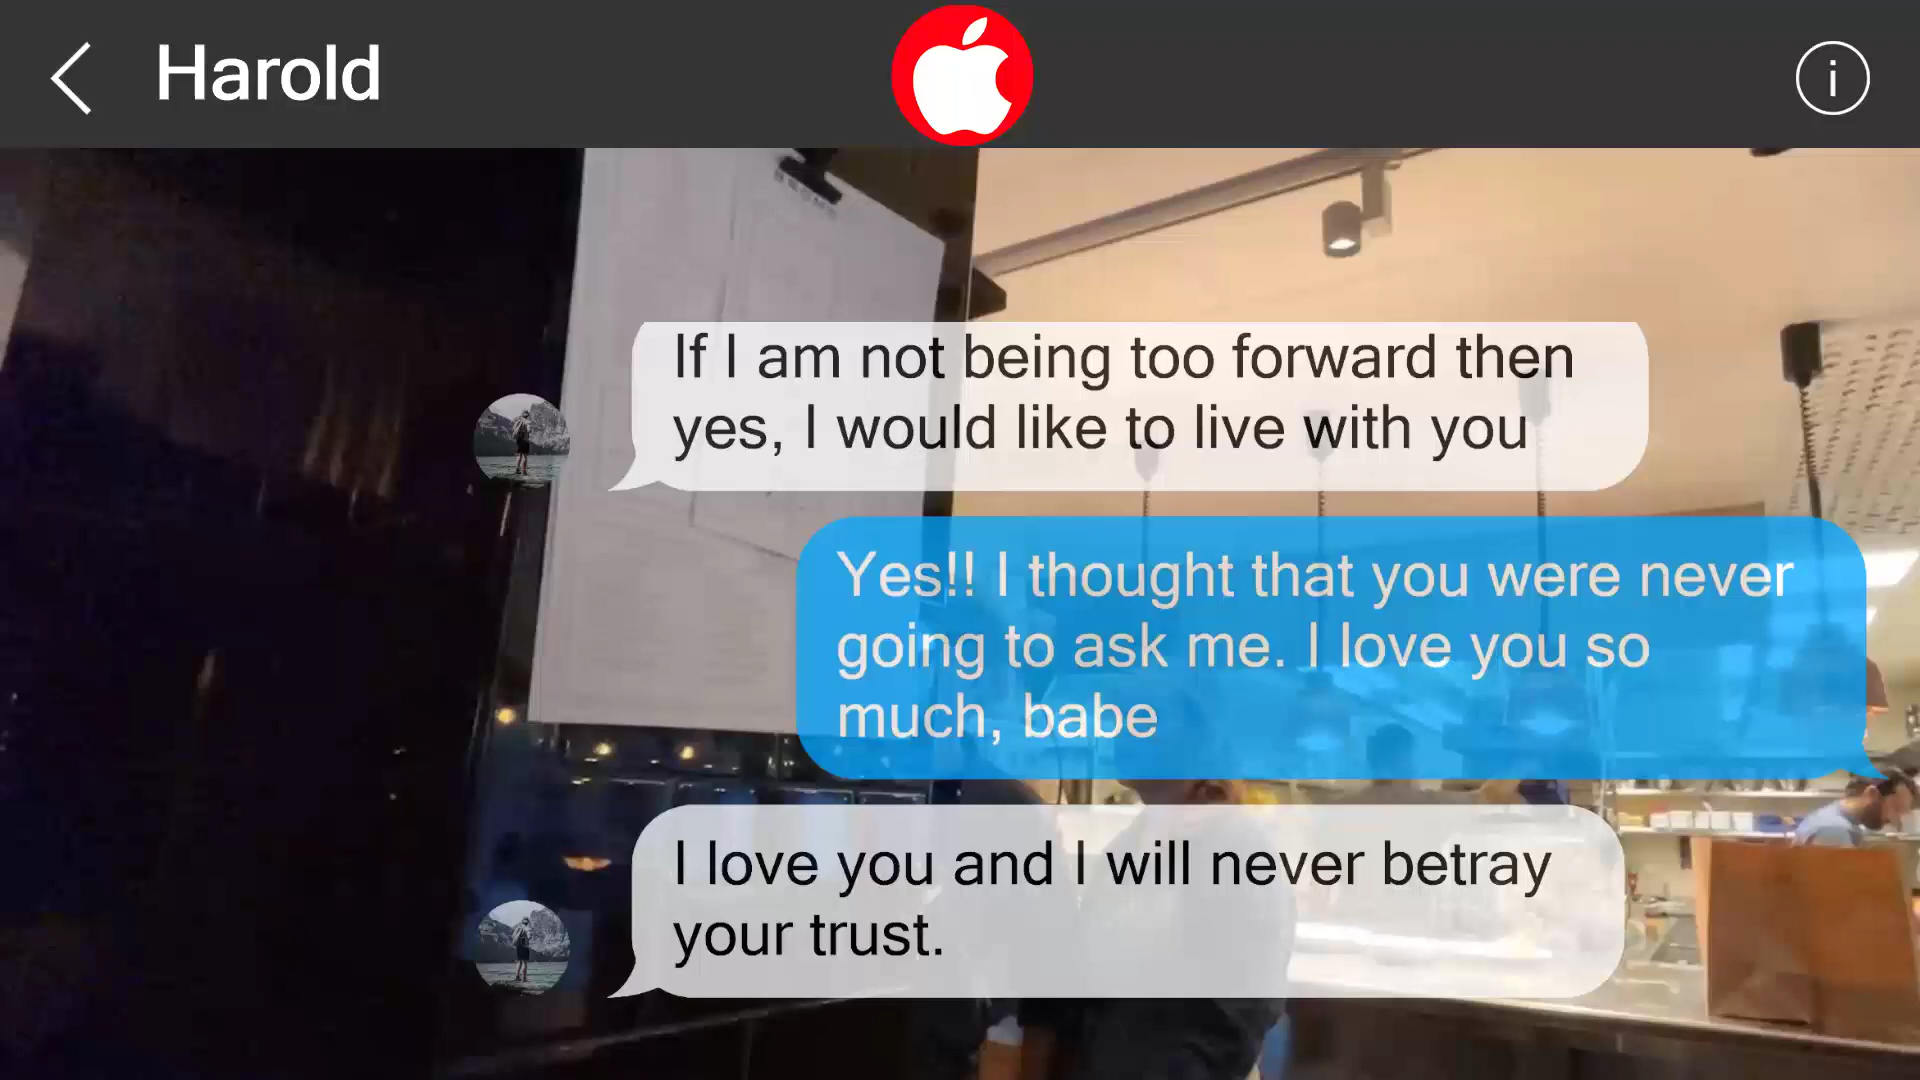 Harold
If I am not being too forward then
yes, I would like to live with you
Yes!! I thought that you were never
going to ask me. I love you so
much, babe
I love you and I will never betray
your trust.